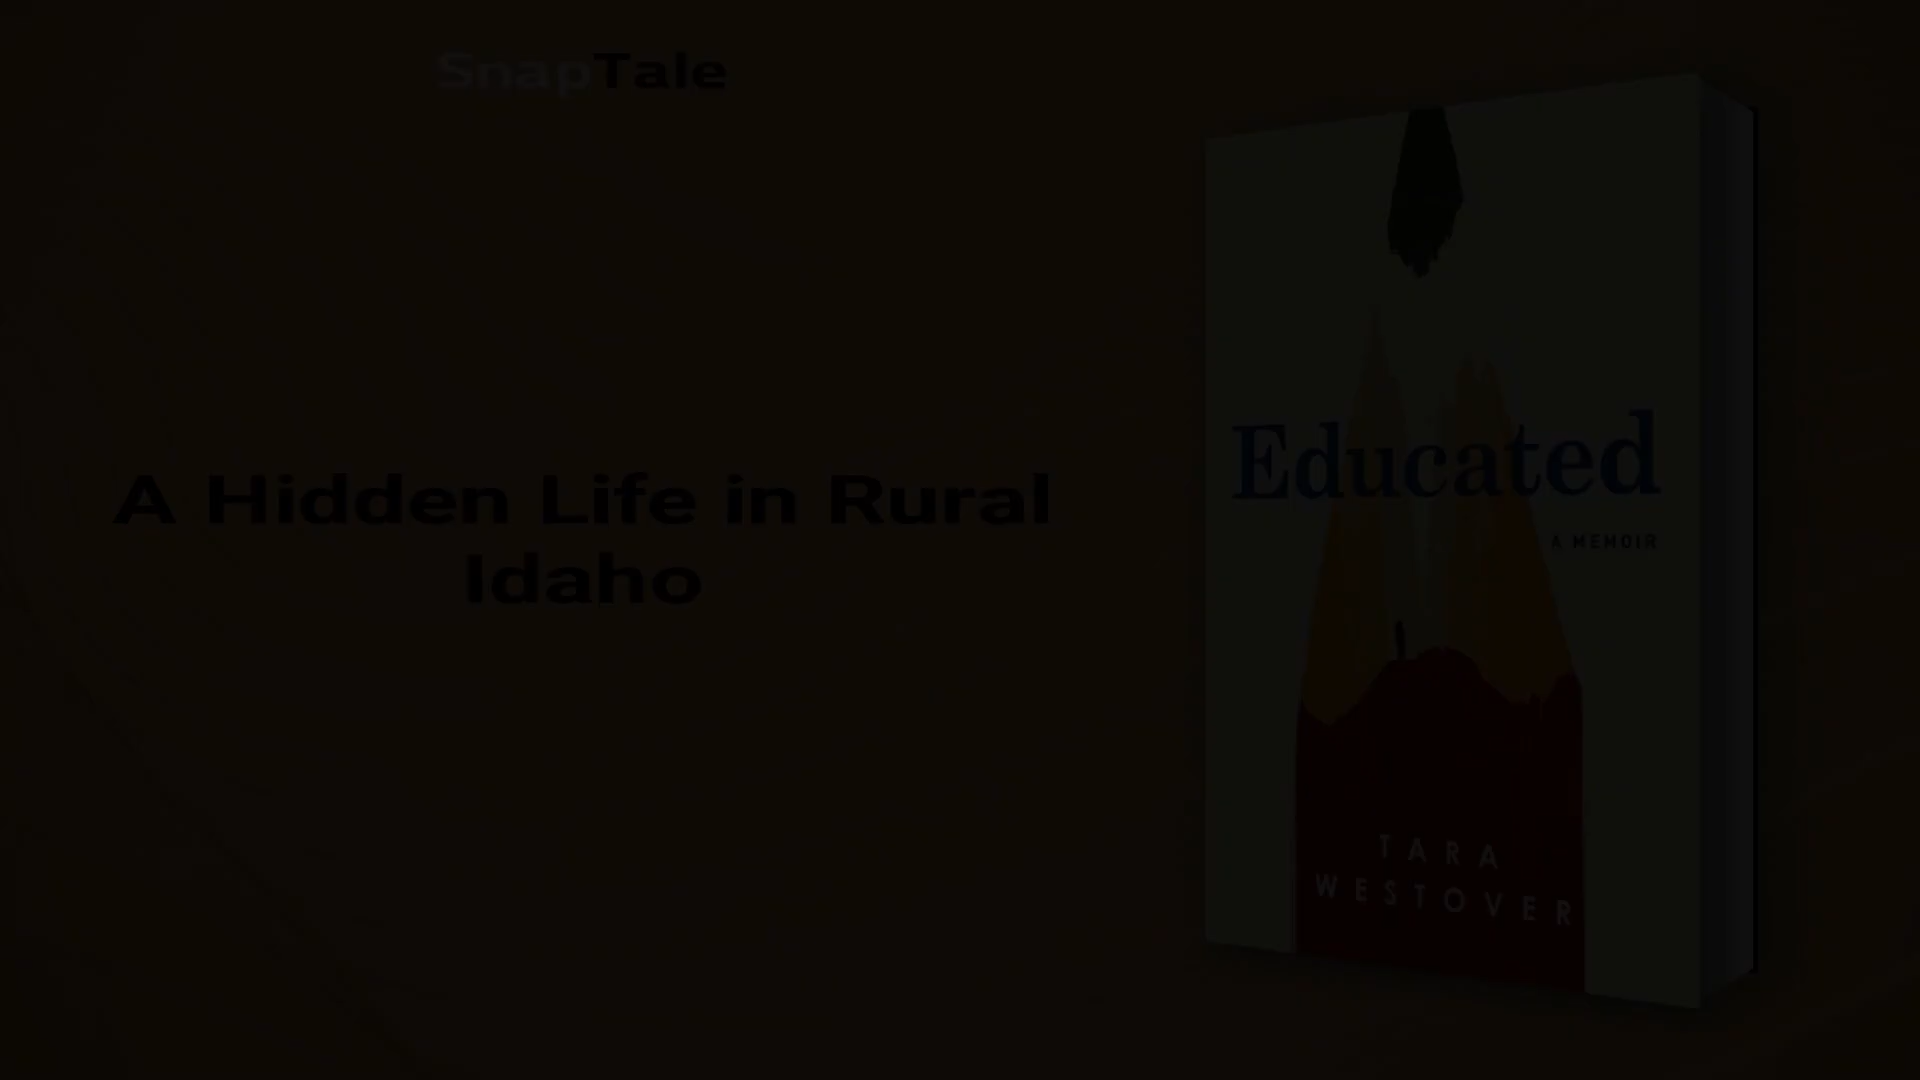 SnapTale
A Hidden Life in Rural
Idaho
Educated
A MEMOIR
TARA
WESTOVER